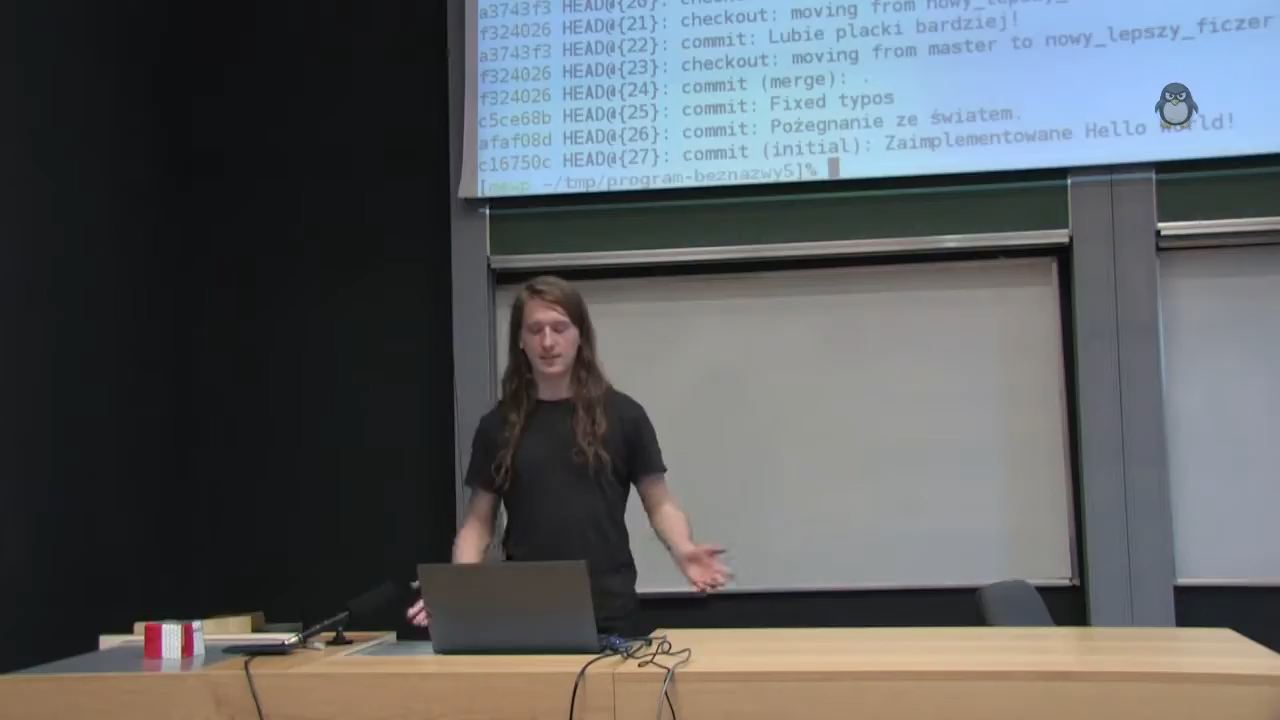 a3743f3 HEAD@{20}:
f324026 HEAD@{21}: checkout: moving from nowy_lepszy_
a3743f3 HEAD@{22}: commit: Lubie placki bardziej!
f324026 HEAD@{23}: checkout: moving from master to nowy_lepszy_ficzer
f324026 HEAD@{24}: commit (merge): .
c5ce68b HEAD@{25}: commit: Fixed typos
afaf08d HEAD@{26}: commit: Pożegnanie ze światem.
c16750c HEAD@{27}: commit (initial): Zaimplementowane Hello World!
~/tmp/program-beznazwy5]%